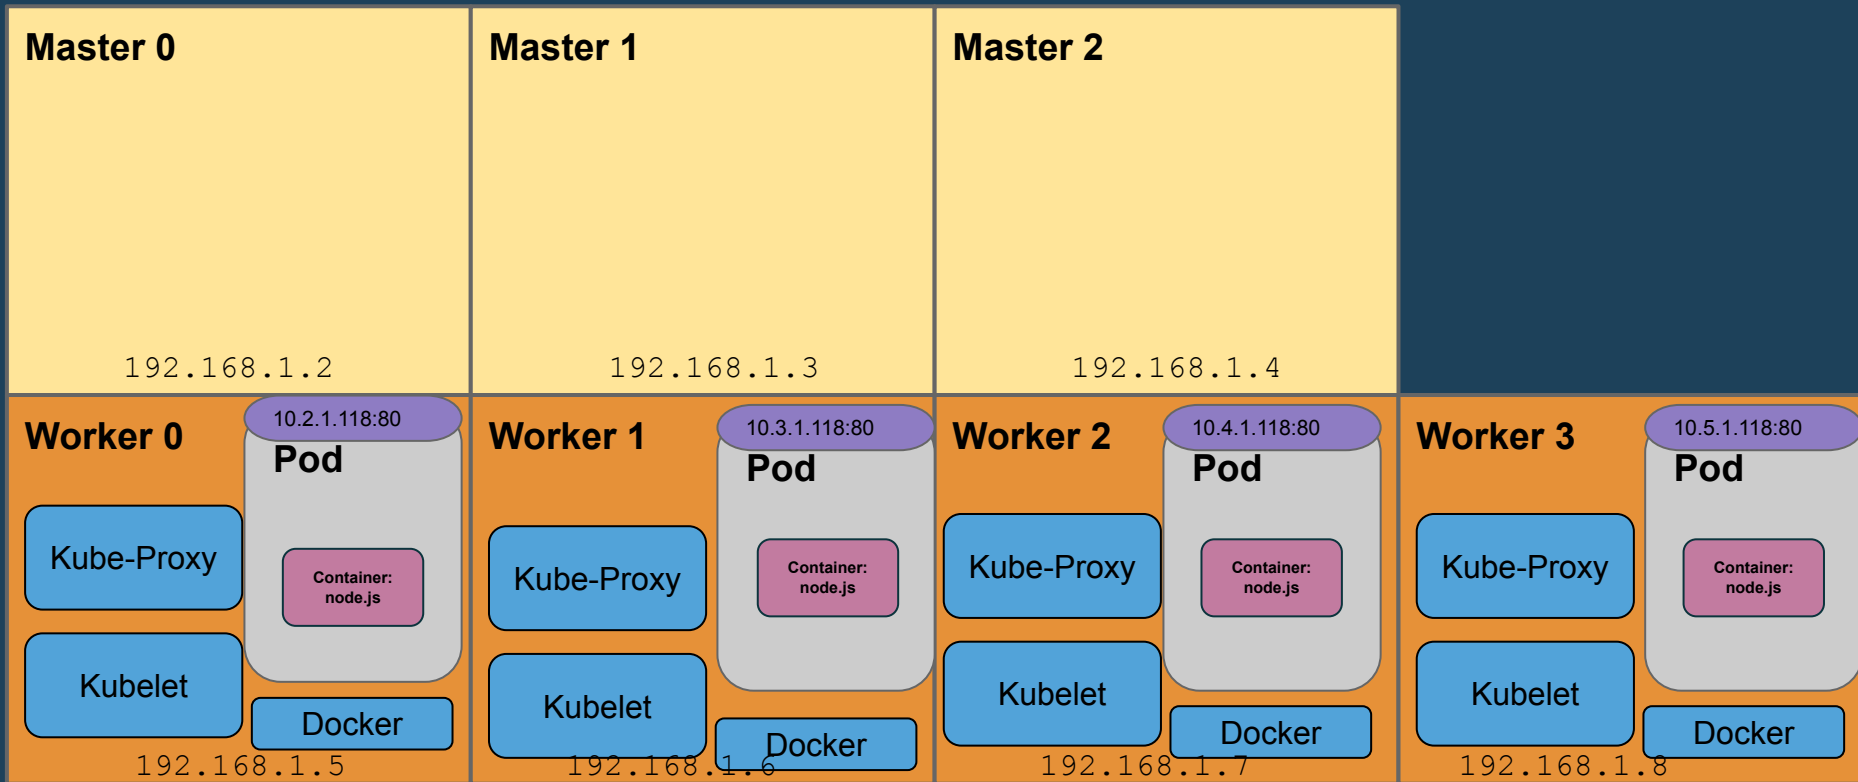 Master 0
Master 1
Master 2
192.168.1.2
192.168.1.3
192.168.1.4
Worker 0
10.2.1.118:80
Pod
Kube-Proxy
Container:
node.js
Kubelet
Docker
192.168.1.5
Worker 1
10.3.1.118:80
Pod
Kube-Proxy
Container:
node.js
Kubelet
Docker
192.168.1.6
Worker 2
10.4.1.118:80
Pod
Kube-Proxy
Container:
node.js
Kubelet
Docker
192.168.1.7
Worker 3
10.5.1.118:80
Pod
Kube-Proxy
Container:
node.js
Kubelet
Docker
192.168.1.8